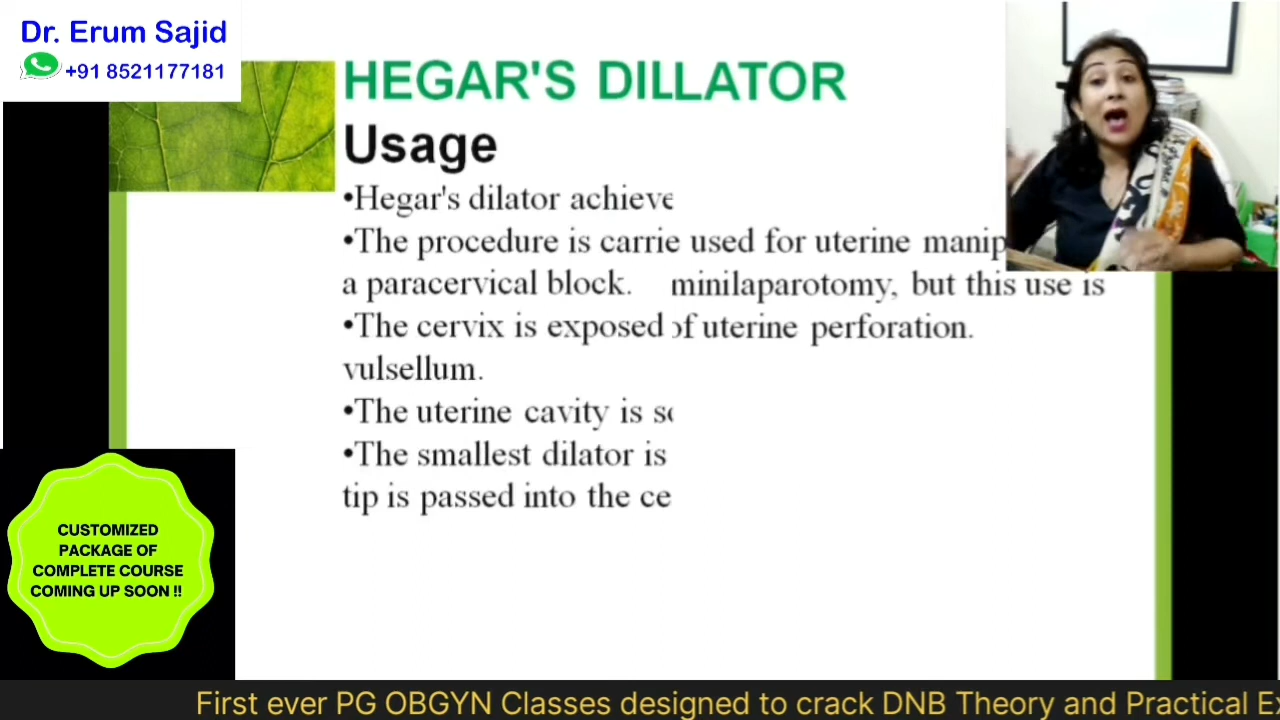 Dr. Erum Sajid
+91 8521177181
HEGAR'S DILLATOR
Usage
•Hegar's dilator achieve
•The procedure is carrie used for uterine manip
a paracervical block. minilaparotomy, but this use is
•The cervix is exposed of uterine perforation.
vulsellum.
•The uterine cavity is
•The smallest dilator is
tip is passed into the ce
CUSTOMIZED
PACKAGE OF
COMPLETE COURSE
COMING UP SOON !!
First ever PG OBGYN Classes designed to crack DNB Theory and Practical Ex